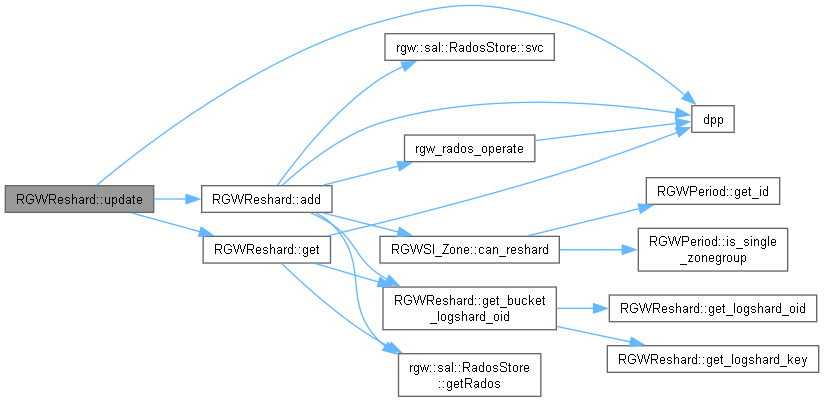 rgw::sal::RadosStore::svc
dpp
rgw_rados_operate
RGWReshard::update
RGWReshard::add
RGWPeriod::get_id
RGWReshard::get
RGWSI_Zone::can_reshard
RGWPeriod::is_single
_zonegroup
RGWReshard::get_bucket
_logshard_oid
RGWReshard::get_logshard_oid
RGWReshard::get_logshard_key
rgw::sal::RadosStore
::getRados